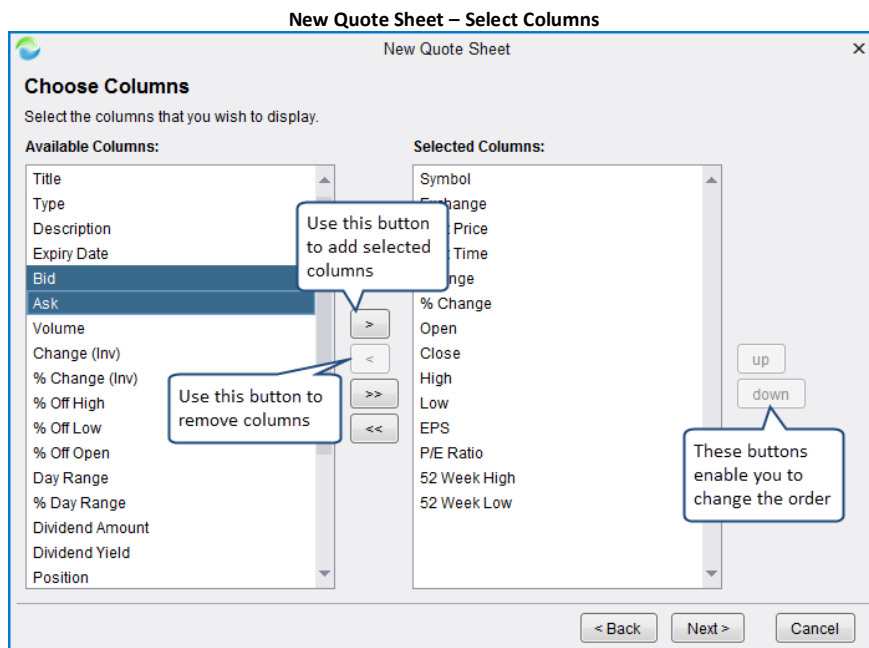 New Quote Sheet – Select Columns
New Quote Sheet
Choose Columns
Select the columns that you wish to display.
Available Columns:
Title
Type
Description
Expiry Date
Bid
Ask
Volume
Change (Inv)
% Change (Inv)
% Off High
% Off Low
% Off Open
Day Range
% Day Range
Dividend Amount
Dividend Yield
Position
Use this button
to add selected
columns
>
<
>>
<<
Use this button to
remove columns
Selected Columns:
Symbol
Price
Time
% Change
Open
Close
High
Low
EPS
P/E Ratio
52 Week High
52 Week Low
up
down
These buttons
enable you to
change the order
< Back
Next >
Cancel